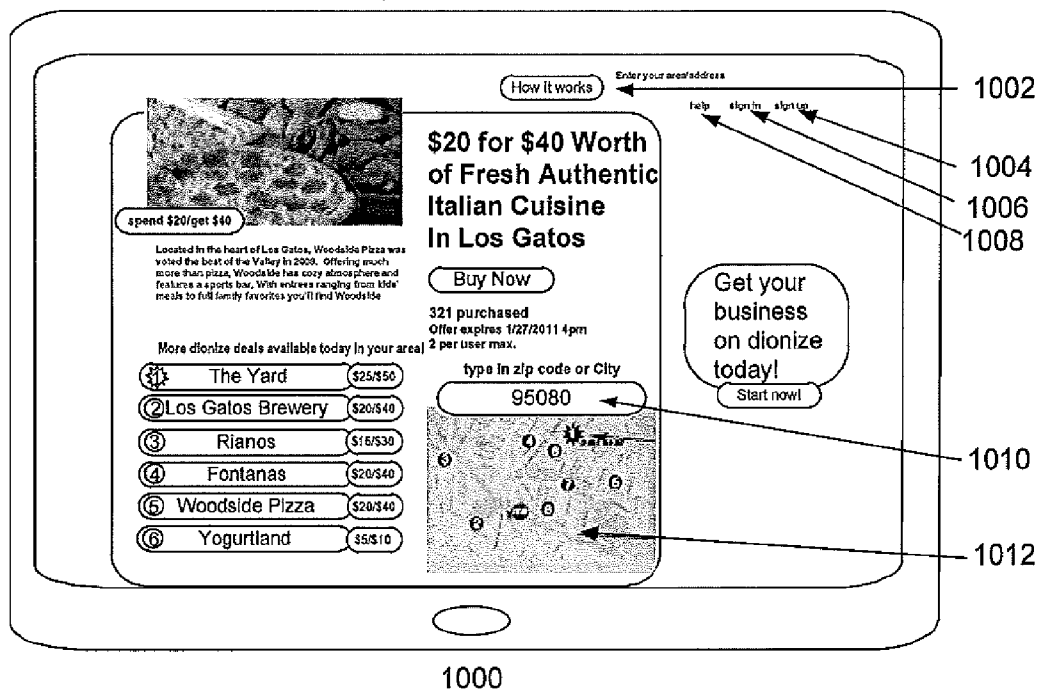 How it works
Enter your area/address
1002
help sign in sign up
1004
1006
1008
$20 for $40 Worth
of Fresh Authentic
Italian Cuisine
In Los Gatos
spend $20/get $40
Located in the heart of Los Gatos, Woodside Pizza was
voted the best of the Valley in 2009. Offering much
more than pizza, Woodside has cozy atmosphere and
features a sports bar, With entrees ranging from kids'
meals to full family favorites you'll find Woodside
Buy Now
321 purchased
Offer expires 1/27/2011 4pm
2 per user max.
Get your
business
on dionize
today!
Start now!
More dionize deals available today in your area!
1 The Yard $25/$50
2 Los Gatos Brewery $20/$40
3 Rianos $15/$30
4 Fontanas $20/$40
5 Woodside Pizza $20/$40
6 Yogurtland $5/$10
type in zip code or City
95080
1010
1012
1000